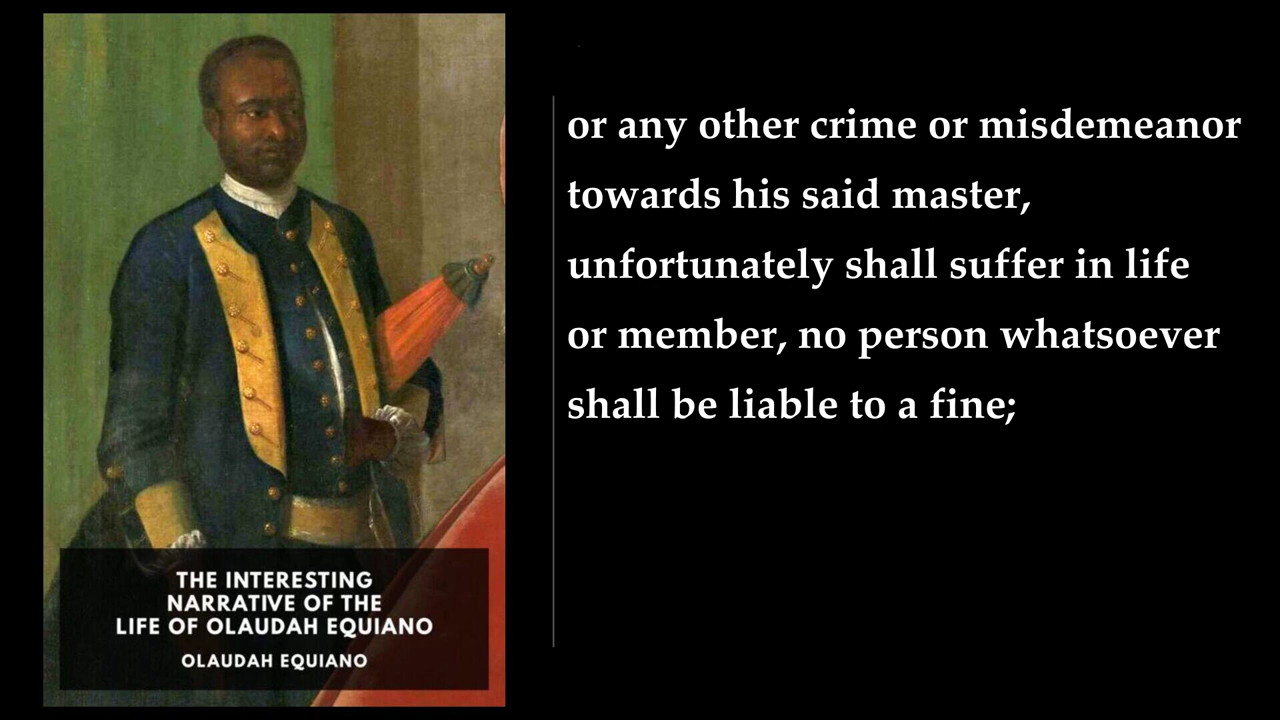 or any other crime or misdemeanor
towards his said master,
unfortunately shall suffer in life
or member, no person whatsoever
shall be liable to a fine;
THE INTERESTING
NARRATIVE OF THE
LIFE OF OLAUDAH EQUIANO
OLAUDAH EQUIANO